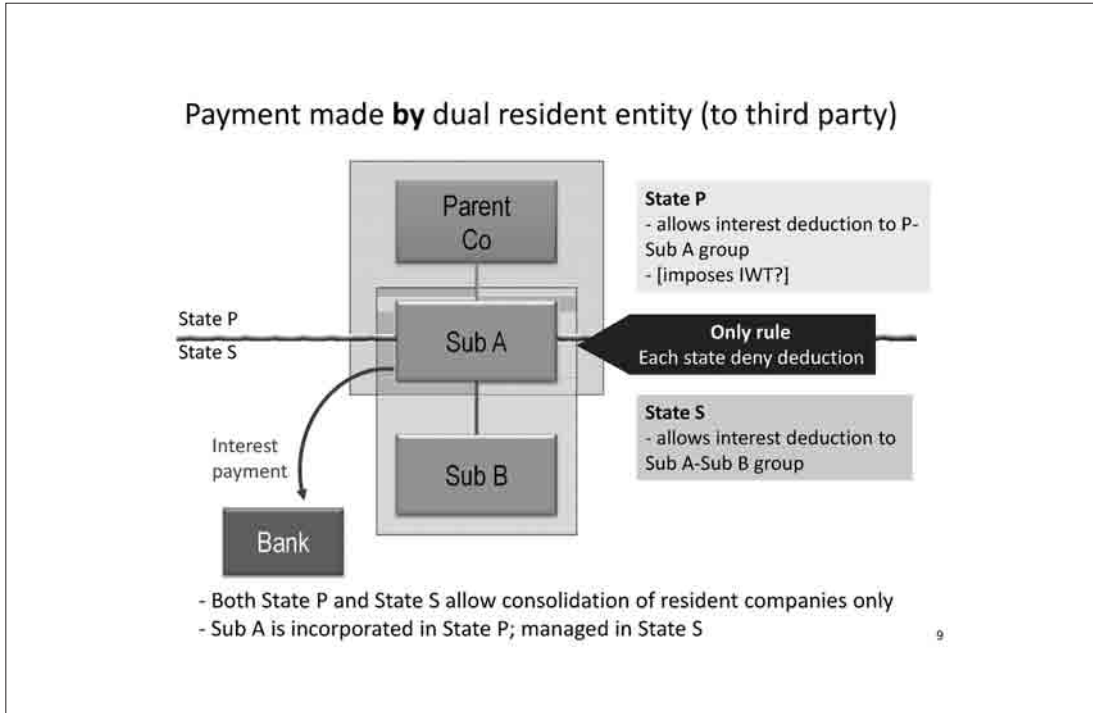 Payment made by dual resident entity (to third party)
Parent
Co
State P
- allows interest deduction to P-
Sub A group
- [imposes IWT?]
State P
State S
Sub A
Only rule
Each state deny deduction
Interest
payment
Sub B
State S
- allows interest deduction to
Sub A-Sub B group
Bank
- Both State P and State S allow consolidation of resident companies only
- Sub A is incorporated in State P; managed in State S
9